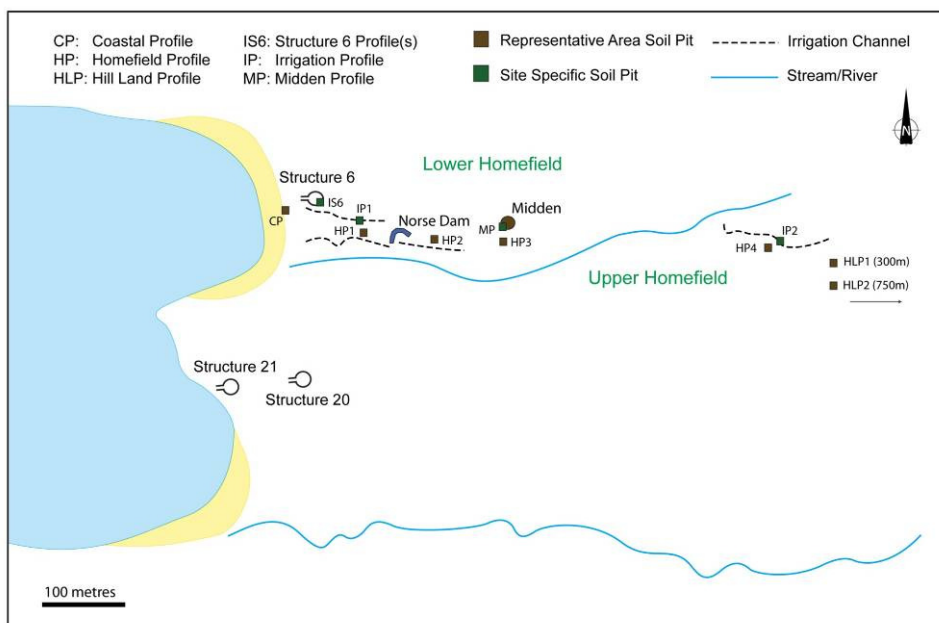 CP: Coastal Profile
HP: Homefield Profile
HLP: Hill Land Profile
IS6: Structure 6 Profile(s)
IP: Irrigation Profile
MP: Midden Profile
Representative Area Soil Pit
Site Specific Soil Pit
Irrigation Channel
Stream/River
N
Lower Homefield
Structure 6
IS6
CP
IP1
HP1
Norse Dam
HP2
Midden
MP
HP3
IP2
HP4
HLP1 (300m)
HLP2 (750m)
Upper Homefield
Structure 21
Structure 20
100 metres